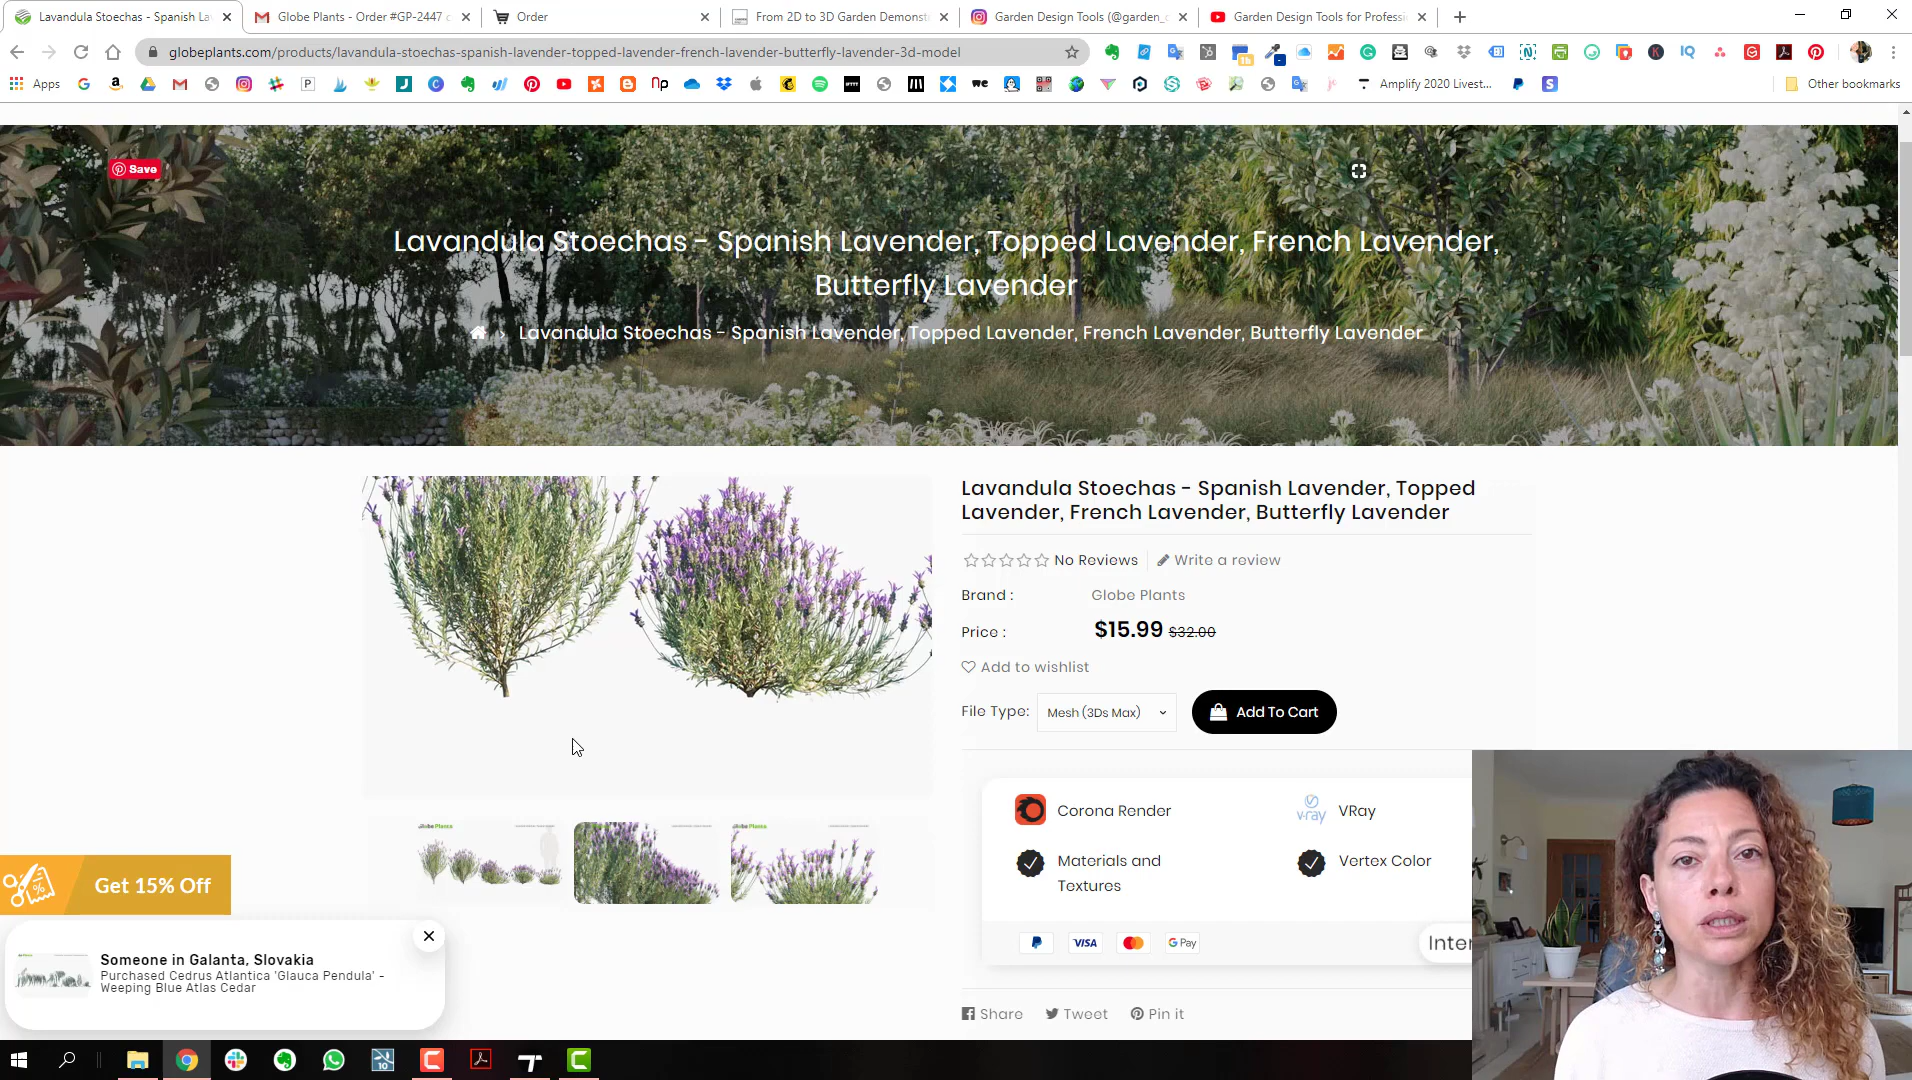 Lavandula Stoechas - Spanish La
Globe Plants - Order #GP-2447 c
Order
From 2D to 3D Garden Demonst
Garden Design Tools (@garden_
Garden Design Tools for Professi
globeplants.com/products/lavandula-stoechas-spanish-lavender-topped-lavender-french-lavender-butterfly-lavender-3d-model
Apps
Amplify 2020 Livest...
Other bookmarks
Save
Lavandula Stoechas - Spanish Lavender, Topped Lavender, French Lavender,
Butterfly Lavender
Lavandula Stoechas - Spanish Lavender, Topped Lavender, French Lavender, Butterfly Lavender
Lavandula Stoechas - Spanish Lavender, Topped
Lavender, French Lavender, Butterfly Lavender
No Reviews
Write a review
Brand :
Globe Plants
Price :
$15.99 $32.00
Add to wishlist
File Type:
Mesh (3Ds Max)
Add To Cart
Corona Render
v-ray
VRay
Materials and
Textures
Vertex Color
VISA
G Pay
Inter
Share
Tweet
Pin it
Get 15% Off
Someone in Galanta, Slovakia
Purchased Cedrus Atlantica 'Glauca Pendula' -
Weeping Blue Atlas Cedar